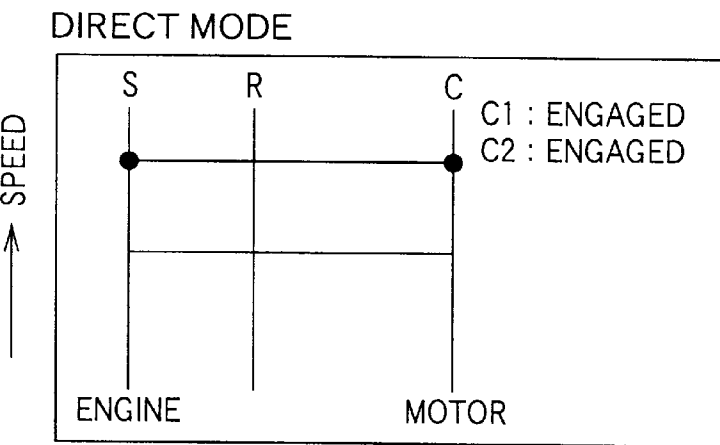 DIRECT MODE
S R C
C1 : ENGAGED
C2 : ENGAGED
SPEED
ENGINE MOTOR